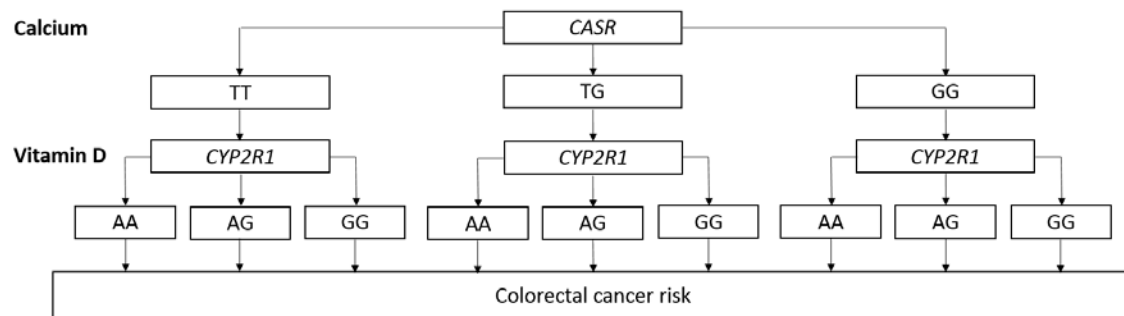 Calcium
CASR
TT TG GG
Vitamin D
CYP2R1 CYP2R1 CYP2R1
AA AG GG AA AG GG AA AG GG
Colorectal cancer risk